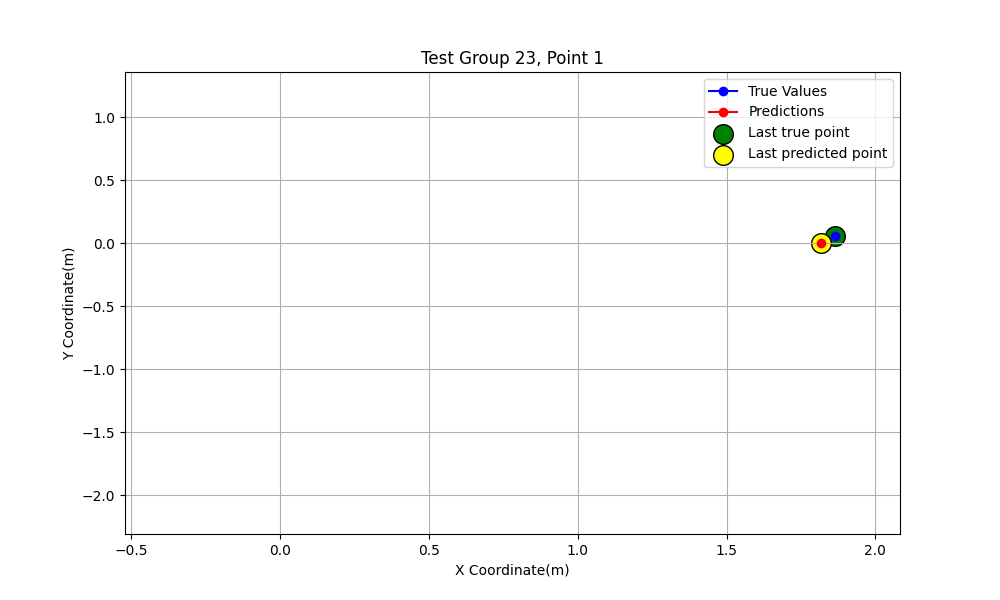 Test Group 23, Point 1
True Values
Predictions
Last true point
Last predicted point
1.0
0.5
0.0
−0.5
−1.0
−1.5
−2.0
Y Coordinate(m)
−0.5
0.0
0.5
1.0
1.5
2.0
X Coordinate(m)